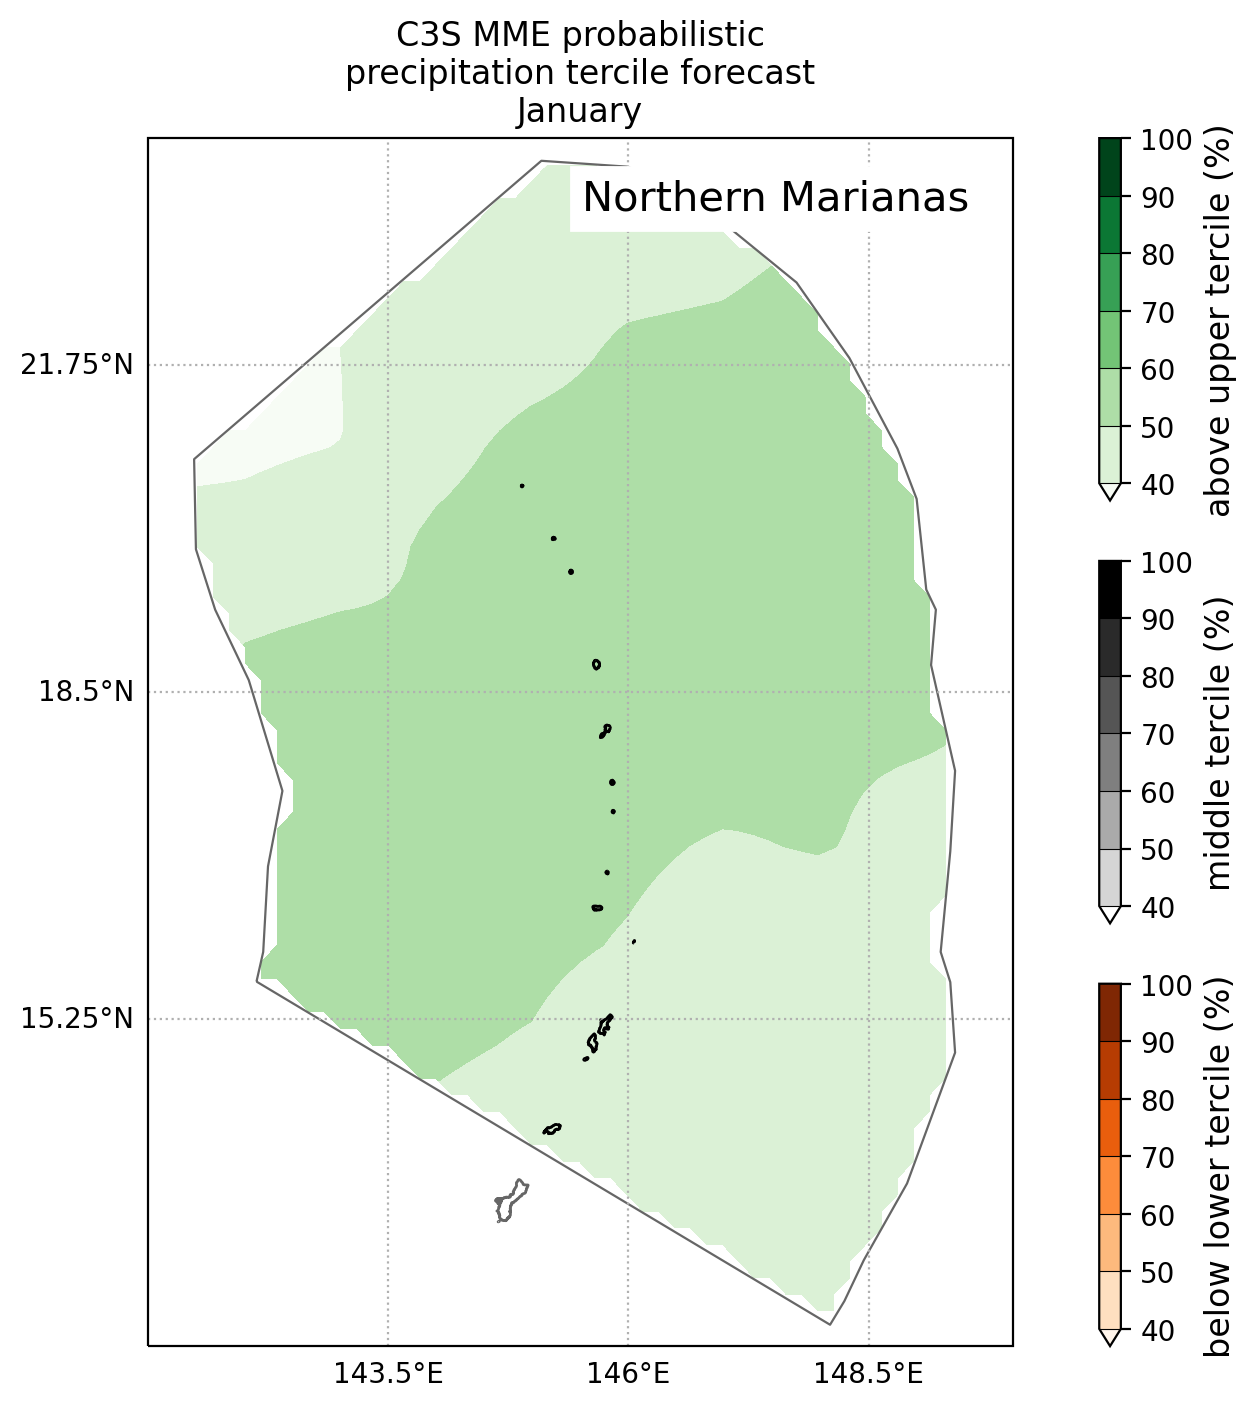 C3S MME probabilistic
precipitation tercile forecast
January
Northern Marianas
21.75°N
18.5°N
15.25°N
143.5°E
146°E
148.5°E
100
90
80
70
60
50
40
above upper tercile (%)
100
90
80
70
60
50
40
middle tercile (%)
100
90
80
70
60
50
40
below lower tercile (%)